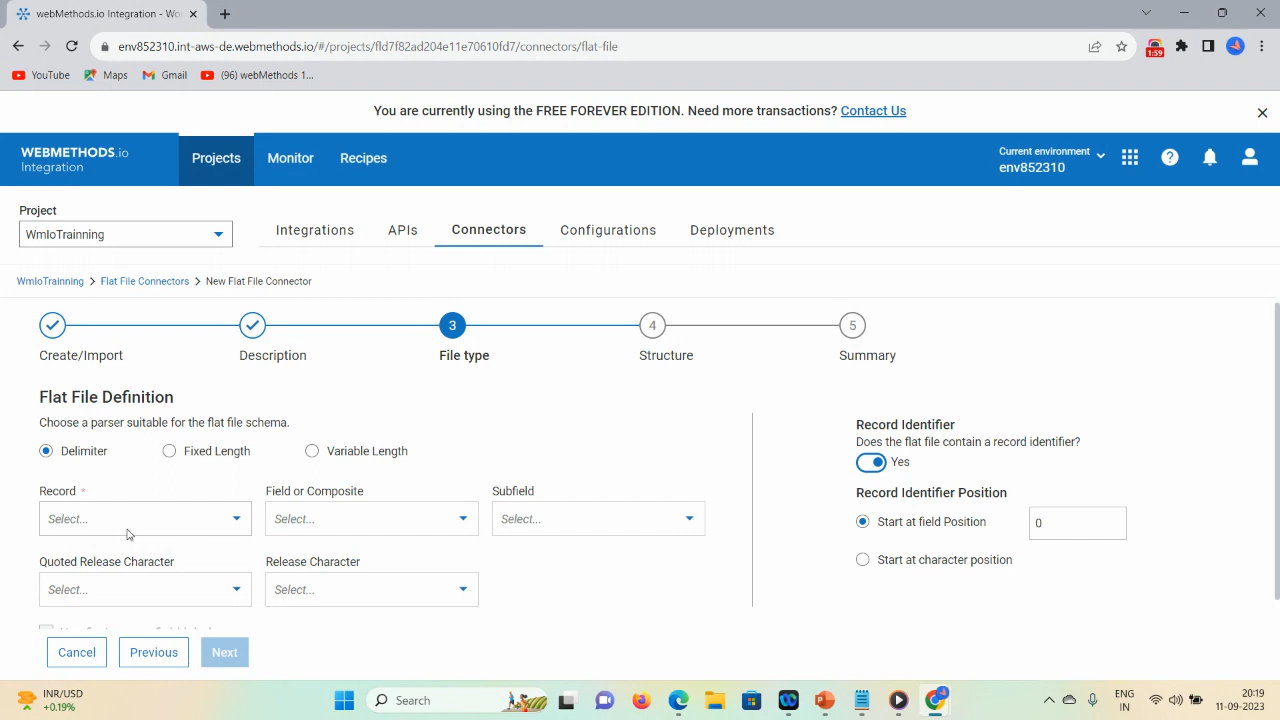 webMethods.io Integration - Wo
env852310.int-aws-de.webmethods.io/#/projects/fld7f82ad204e11e70610fd7/connectors/flat-file
1:59
YouTube
Maps
Gmail
(96) webMethods 1...
You are currently using the FREE FOREVER EDITION. Need more transactions? Contact Us
WEBMETHODS.io
Integration
Projects
Monitor
Recipes
Current environment
env852310
Project
WmIoTrainning
Integrations
APIs
Connectors
Configurations
Deployments
WmIoTrainning > Flat File Connectors > New Flat File Connector
3
4
5
Create/Import
Description
File type
Structure
Summary
Flat File Definition
Choose a parser suitable for the flat file schema.
Delimiter
Fixed Length
Variable Length
Record *
Field or Composite
Subfield
Select...
Select...
Select...
Quoted Release Character
Release Character
Select...
Select...
Record Identifier
Does the flat file contain a record identifier?
Yes
Record Identifier Position
Start at field Position
0
Start at character position
Cancel
Previous
Next
INR/USD
+0.19%
Search
ENG
IN
20:19
11-09-2023